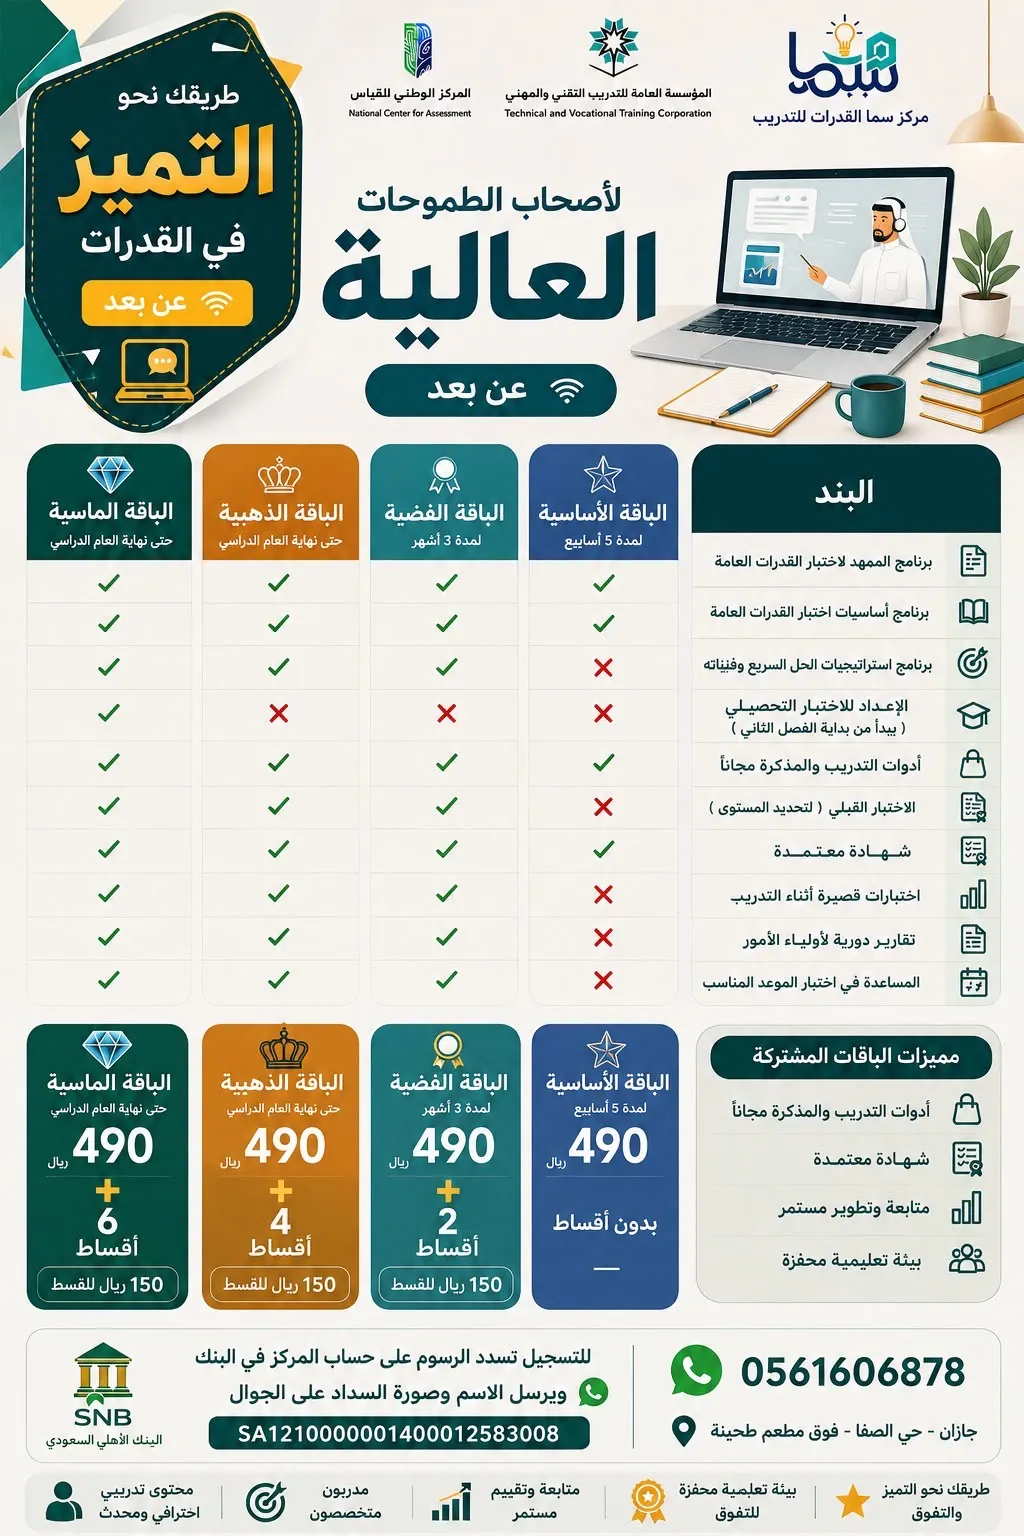 طريقك نحو
التميز
في القدرات
عن بعد
المركز الوطني للقياس
National Center for Assessment
المؤسسة العامة للتدريب التقني والمهني
Technical and Vocational Training Corporation
سما
مركز سما القدرات للتدريب
لأصحاب الطموحات
العالية
عن بعد
البند
الباقة الأساسية
لمدة 5 أسابيع
الباقة الفضية
لمدة 3 أشهر
الباقة الذهبية
حتى نهاية العام الدراسي
الباقة الماسية
حتى نهاية العام الدراسي
برنامج الممهد لاختبار القدرات العامة
برنامج أساسيات اختبار القدرات العامة
برنامج استراتيجيات الحل السريع وفنياته
الإعداد للاختبار التحصيلي
( يبدأ من بداية الفصل الثاني )
أدوات التدريب والمذكرة مجاناً
الاختبار القبلي ( لتحديد المستوى )
شهادة معتمدة
اختبارات قصيرة أثناء التدريب
تقارير دورية لأولياء الأمور
المساعدة في اختبار الموعد المناسب
مميزات الباقات المشتركة
أدوات التدريب والمذكرة مجاناً
شهادة معتمدة
متابعة وتطوير مستمر
بيئة تعليمية محفزة
الباقة الأساسية
لمدة 5 أسابيع
490 ريال
بدون أقساط
—
الباقة الفضية
لمدة 3 أشهر
490 ريال
+
2
أقساط
150 ريال للقسط
الباقة الذهبية
حتى نهاية العام الدراسي
490 ريال
+
4
أقساط
150 ريال للقسط
الباقة الماسية
حتى نهاية العام الدراسي
490 ريال
+
6
أقساط
150 ريال للقسط
0561606878
جازان - حي الصفا - فوق مطعم طحينة
للتسجيل تسدد الرسوم على حساب المركز في البنك
ويرسل الاسم وصورة السداد على الجوال
SA1210000001400012583008
SNB
البنك الأهلي السعودي
طريقك نحو التميز
والتفوق
بيئة تعلمية محفزة
للتفوق
متابعة وتقييم
مستمر
مدربون
متخصصون
محتوى تدريبي
احترافي ومحدث